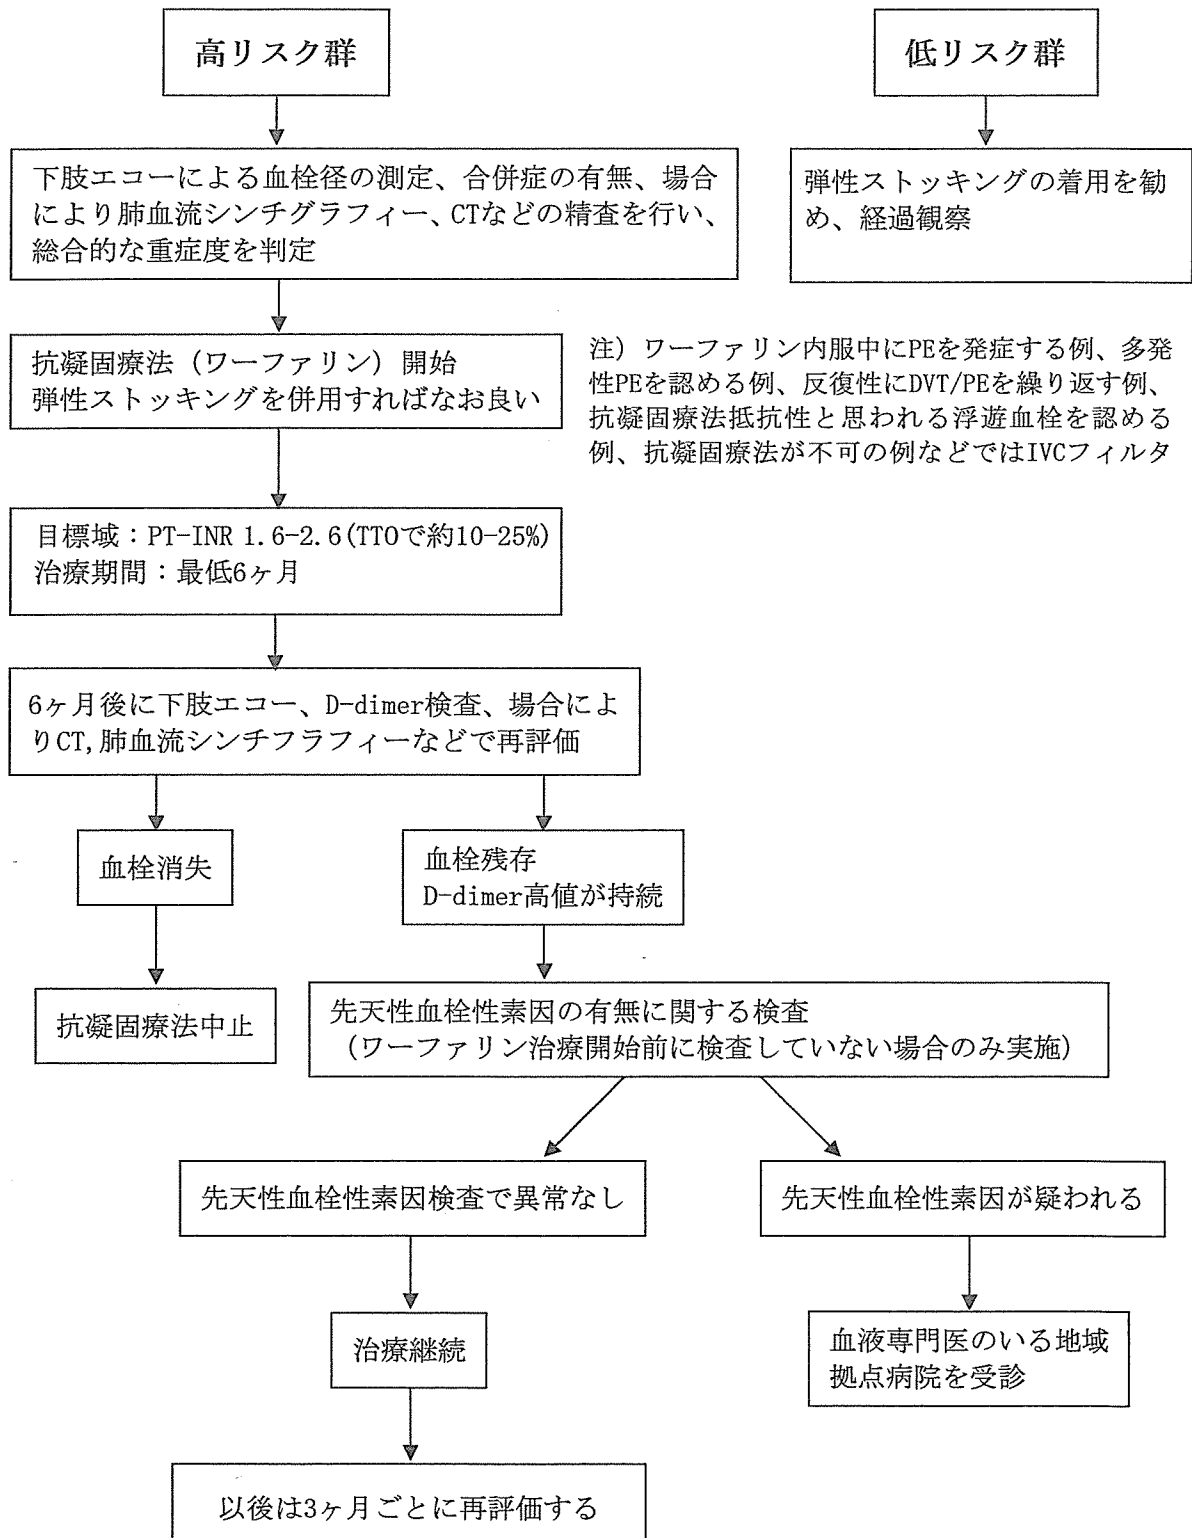 高リスク群
低リスク群
下肢エコーによる血栓径の測定、合併症の有無、場合
により肺血流シンチグラフィー、CTなどの精査を行い、
総合的な重症度を判定
弾性ストッキングの着用を勧
め、経過観察
抗凝固療法（ワーファリン）開始
弾性ストッキングを併用すればなお良い
注）ワーファリン内服中にPEを発症する例、多発
性PEを認める例、反復性にDVT/PEを繰り返す例、
抗凝固療法抵抗性と思われる浮遊血栓を認める
例、抗凝固療法が不可の例などではIVCフィルタ
目標域：PT-INR 1.6-2.6(TTOで約10-25%)
治療期間：最低6ヶ月
6ヶ月後に下肢エコー、D-dimer検査、場合によ
りCT,肺血流シンチフラフィーなどで再評価
血栓消失
血栓残存
D-dimer高値が持続
抗凝固療法中止
先天性血栓性素因の有無に関する検査
（ワーファリン治療開始前に検査していない場合のみ実施）
先天性血栓性素因検査で異常なし
先天性血栓性素因が疑われる
治療継続
血液専門医のいる地域
拠点病院を受診
以後は3ヶ月ごとに再評価する